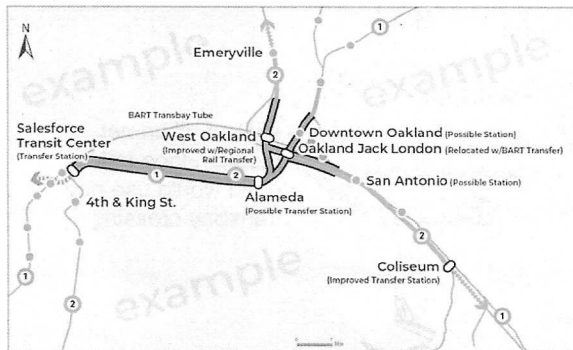 N
example
1
Emeryville
2
BART Transbay Tube
Salesforce
Transit Center
(Transfer Station)
West Oakland
(Improved w/Regional
Rail Transfer)
Downtown Oakland (Possible Station)
Oakland Jack London (Relocated w/BART Transfer)
San Antonio (Possible Station)
1
2
Alameda
(Possible Transfer Station)
4th & King St.
2
Coliseum
(Improved Transfer Station)
example
1
2
1